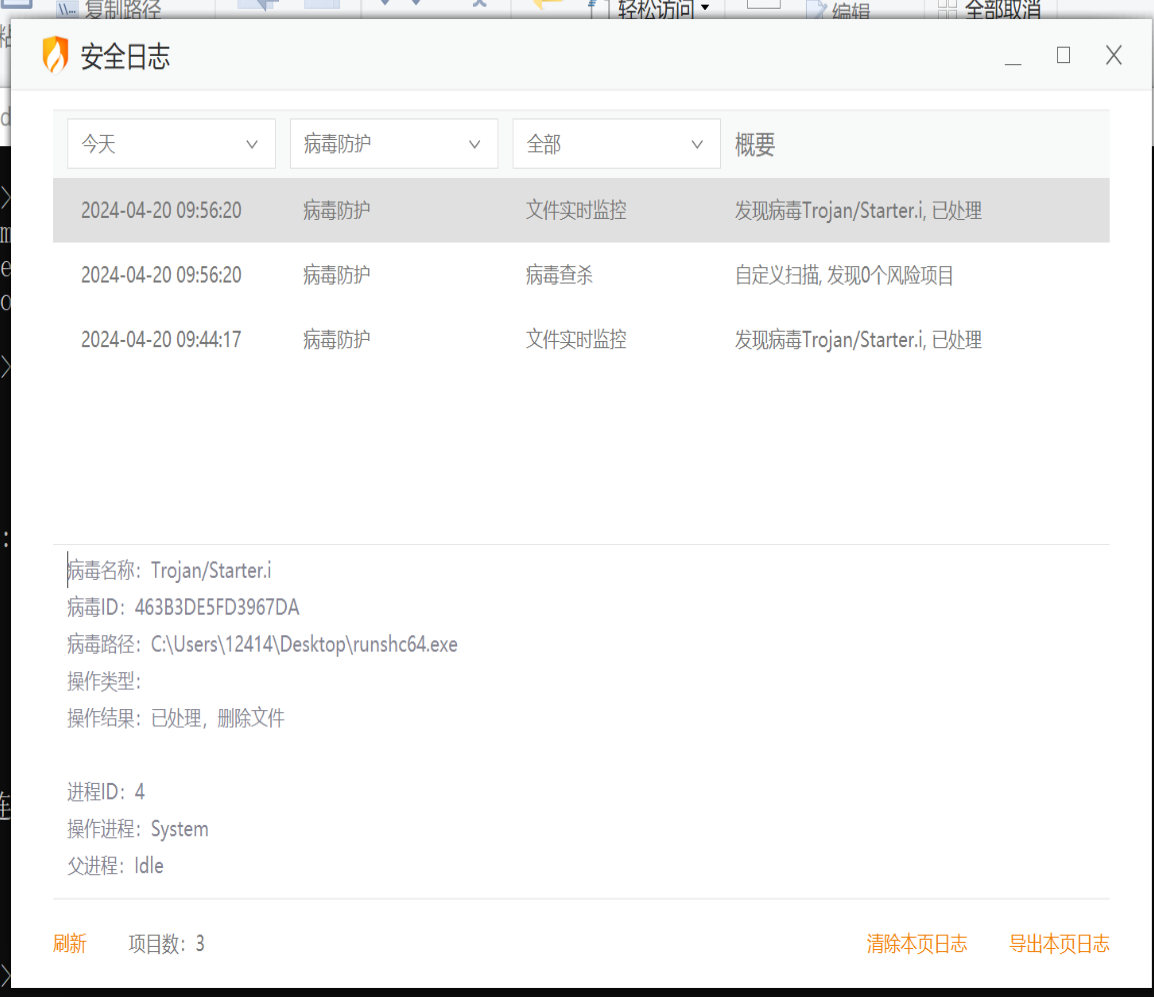 复制路径
轻松访问
编辑
全部取消
安全日志
今天 病毒防护 全部 概要
2024-04-20 09:56:20 病毒防护 文件实时监控 发现病毒Trojan/Starter.i, 已处理
2024-04-20 09:56:20 病毒防护 病毒查杀 自定义扫描, 发现0个风险项目
2024-04-20 09:44:17 病毒防护 文件实时监控 发现病毒Trojan/Starter.i, 已处理
病毒名称：Trojan/Starter.i
病毒ID：463B3DE5FD3967DA
病毒路径：C:\Users\12414\Desktop\runshc64.exe
操作类型：
操作结果：已处理，删除文件
进程ID：4
操作进程：System
父进程：Idle
刷新 项目数：3 清除本页日志 导出本页日志